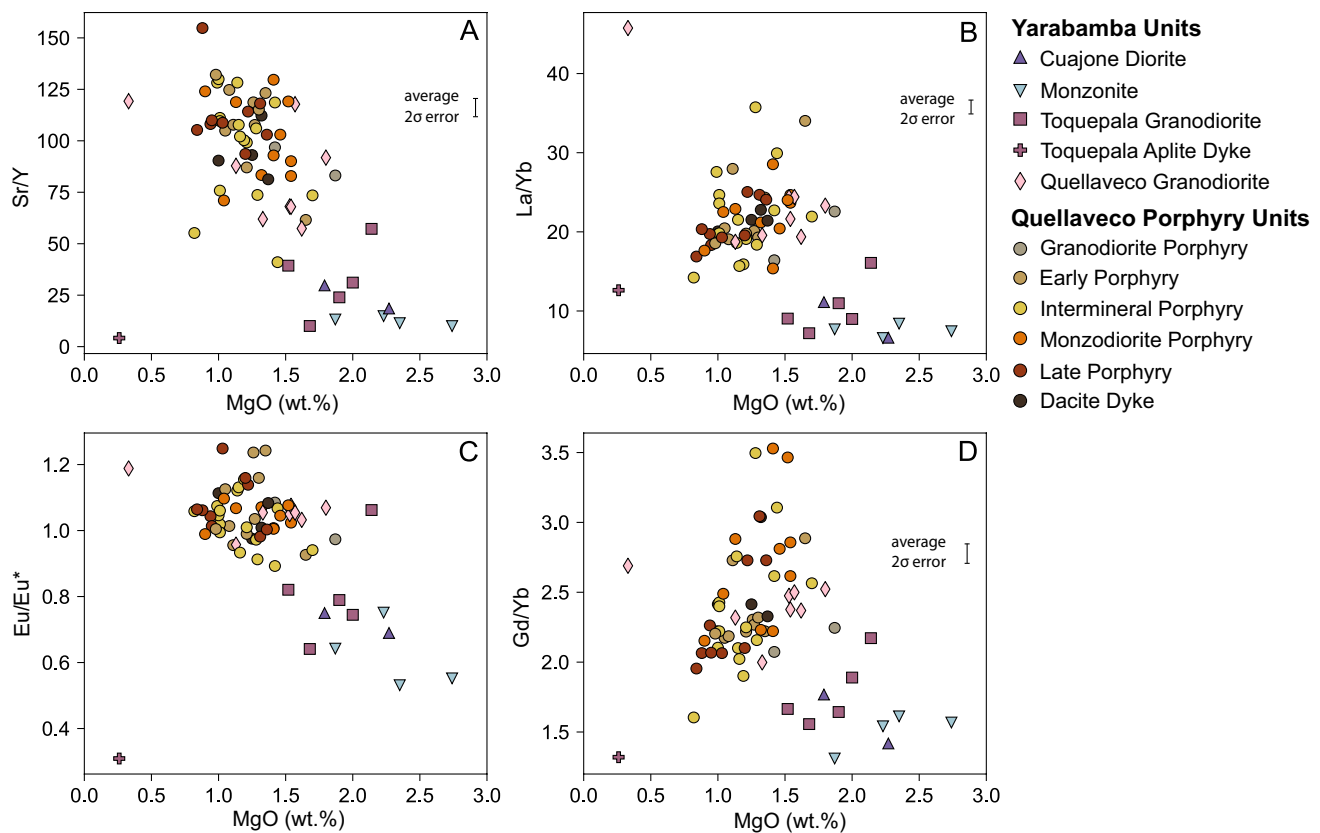 A
150
125
100
75
50
25
0
Sr/Y
average
2σ error
0.0 0.5 1.0 1.5 2.0 2.5 3.0
MgO (wt.%)
B
40
30
20
10
La/Yb
average
2σ error
0.0 0.5 1.0 1.5 2.0 2.5 3.0
MgO (wt.%)
C
1.2
1.0
0.8
0.6
0.4
Eu/Eu*
0.0 0.5 1.0 1.5 2.0 2.5 3.0
MgO (wt.%)
D
3.5
3.0
2.5
2.0
1.5
Gd/Yb
average
2σ error
0.0 0.5 1.0 1.5 2.0 2.5 3.0
MgO (wt.%)
Yarabamba Units
Cuajone Diorite
Monzonite
Toquepala Granodiorite
Toquepala Aplite Dyke
Quellaveco Granodiorite
Quellaveco Porphyry Units
Granodiorite Porphyry
Early Porphyry
Intermineral Porphyry
Monzodiorite Porphyry
Late Porphyry
Dacite Dyke